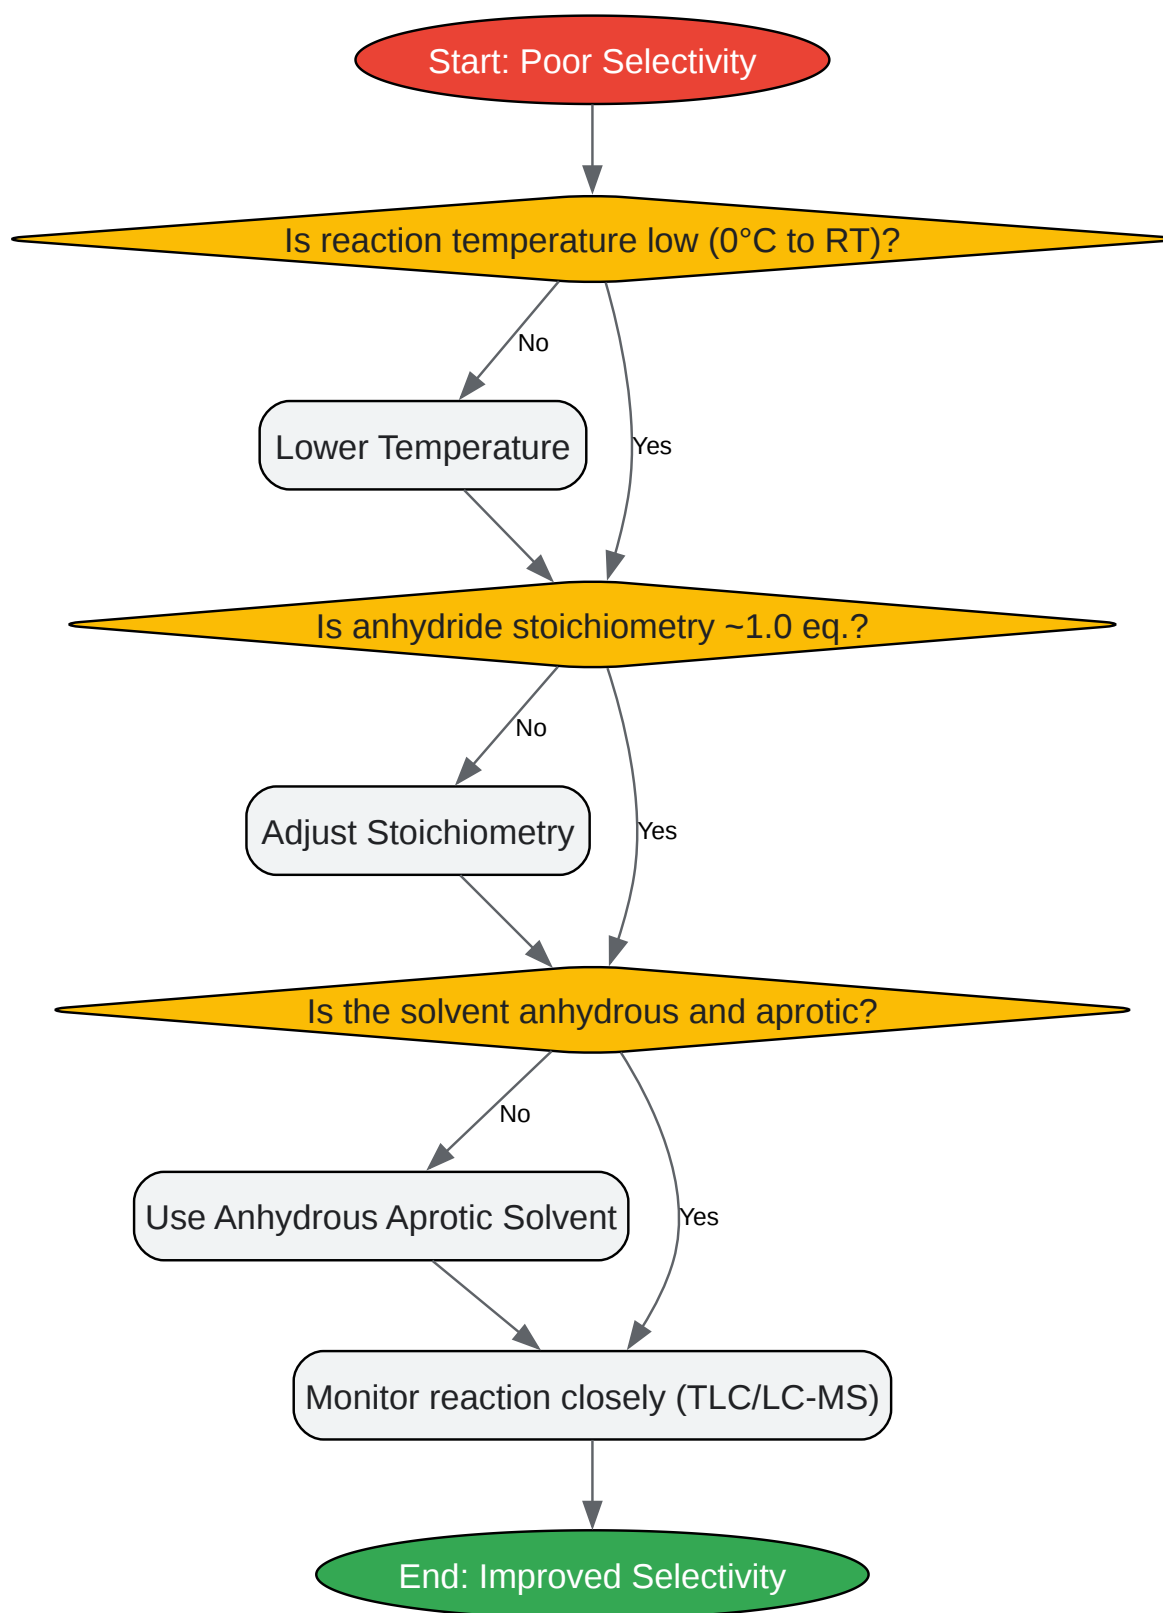 Start: Poor Selectivity
Is reaction temperature low (0°C to RT)?
No
Lower Temperature
Yes
Is anhydride stoichiometry ~1.0 eq.?
No
Adjust Stoichiometry
Yes
Is the solvent anhydrous and aprotic?
No
Use Anhydrous Aprotic Solvent
Yes
Monitor reaction closely (TLC/LC-MS)
End: Improved Selectivity